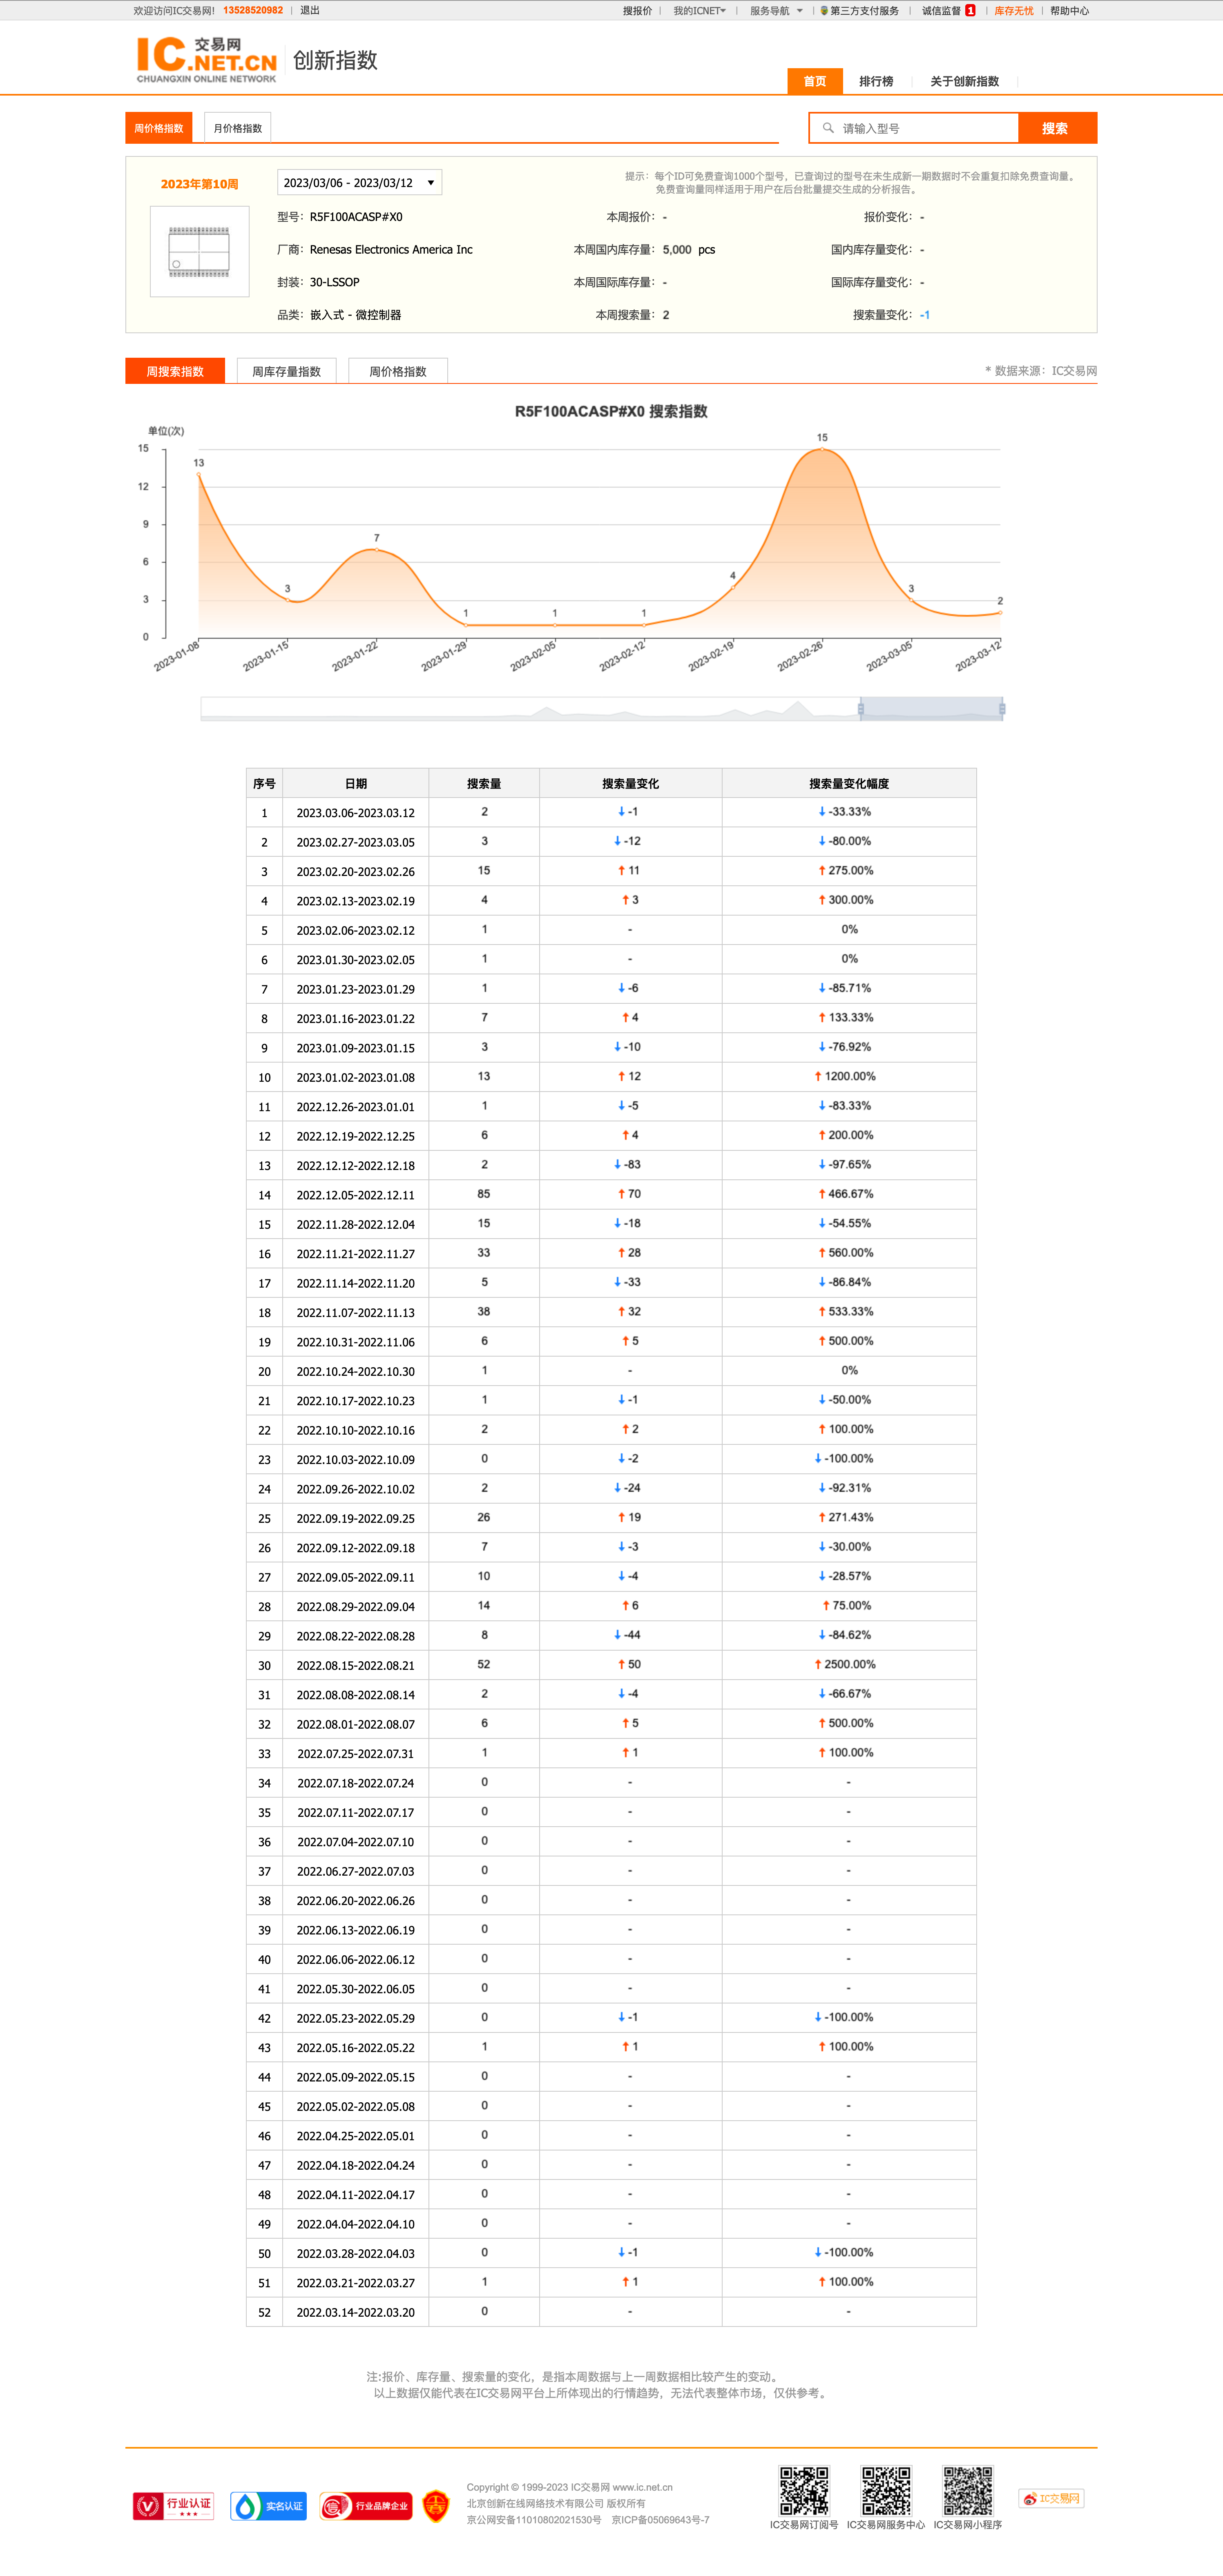 欢迎访问IC交易网! 13528520982 | 退出 搜报价 | 我的ICNET | 服务导航 | 第三方支付服务 | 诚信监督 1 | 库存无忧 | 帮助中心
IC 交易网
.NET.CN
CHUANGXIN ONLINE NETWORK
创新指数
首页 排行榜 关于创新指数
周价格指数 月价格指数 请输入型号 搜索
2023年第10周 2023/03/06 - 2023/03/12 提示：每个ID可免费查询1000个型号，已查询过的型号在未生成新一期数据时不会重复扣除免费查询量。
免费查询量同样适用于用户在后台批量提交生成的分析报告。
型号：R5F100ACASP#X0 本周报价：- 报价变化：-
厂商：Renesas Electronics America Inc 本周国内库存量：5,000 pcs 国内库存量变化：-
封装：30-LSSOP 本周国际库存量：- 国际库存量变化：-
品类：嵌入式 - 微控制器 本周搜索量：2 搜索量变化：-1
周搜索指数 周库存量指数 周价格指数 * 数据来源：IC交易网
R5F100ACASP#X0 搜索指数
单位(次)
15
12
9
6
3
0
13 3 7 1 1 1 4 15 3 2
2023-01-08 2023-01-15 2023-01-22 2023-01-29 2023-02-05 2023-02-12 2023-02-19 2023-02-26 2023-03-05 2023-03-12
序号 日期 搜索量 搜索量变化 搜索量变化幅度
1 2023.03.06-2023.03.12 2 ↓ -1 ↓ -33.33%
2 2023.02.27-2023.03.05 3 ↓ -12 ↓ -80.00%
3 2023.02.20-2023.02.26 15 ↑ 11 ↑ 275.00%
4 2023.02.13-2023.02.19 4 ↑ 3 ↑ 300.00%
5 2023.02.06-2023.02.12 1 - 0%
6 2023.01.30-2023.02.05 1 - 0%
7 2023.01.23-2023.01.29 1 ↓ -6 ↓ -85.71%
8 2023.01.16-2023.01.22 7 ↑ 4 ↑ 133.33%
9 2023.01.09-2023.01.15 3 ↓ -10 ↓ -76.92%
10 2023.01.02-2023.01.08 13 ↑ 12 ↑ 1200.00%
11 2022.12.26-2023.01.01 1 ↓ -5 ↓ -83.33%
12 2022.12.19-2022.12.25 6 ↑ 4 ↑ 200.00%
13 2022.12.12-2022.12.18 2 ↓ -83 ↓ -97.65%
14 2022.12.05-2022.12.11 85 ↑ 70 ↑ 466.67%
15 2022.11.28-2022.12.04 15 ↓ -18 ↓ -54.55%
16 2022.11.21-2022.11.27 33 ↑ 28 ↑ 560.00%
17 2022.11.14-2022.11.20 5 ↓ -33 ↓ -86.84%
18 2022.11.07-2022.11.13 38 ↑ 32 ↑ 533.33%
19 2022.10.31-2022.11.06 6 ↑ 5 ↑ 500.00%
20 2022.10.24-2022.10.30 1 - 0%
21 2022.10.17-2022.10.23 1 ↓ -1 ↓ -50.00%
22 2022.10.10-2022.10.16 2 ↑ 2 ↑ 100.00%
23 2022.10.03-2022.10.09 0 ↓ -2 ↓ -100.00%
24 2022.09.26-2022.10.02 2 ↓ -24 ↓ -92.31%
25 2022.09.19-2022.09.25 26 ↑ 19 ↑ 271.43%
26 2022.09.12-2022.09.18 7 ↓ -3 ↓ -30.00%
27 2022.09.05-2022.09.11 10 ↓ -4 ↓ -28.57%
28 2022.08.29-2022.09.04 14 ↑ 6 ↑ 75.00%
29 2022.08.22-2022.08.28 8 ↓ -44 ↓ -84.62%
30 2022.08.15-2022.08.21 52 ↑ 50 ↑ 2500.00%
31 2022.08.08-2022.08.14 2 ↓ -4 ↓ -66.67%
32 2022.08.01-2022.08.07 6 ↑ 5 ↑ 500.00%
33 2022.07.25-2022.07.31 1 ↑ 1 ↑ 100.00%
34 2022.07.18-2022.07.24 0 - -
35 2022.07.11-2022.07.17 0 - -
36 2022.07.04-2022.07.10 0 - -
37 2022.06.27-2022.07.03 0 - -
38 2022.06.20-2022.06.26 0 - -
39 2022.06.13-2022.06.19 0 - -
40 2022.06.06-2022.06.12 0 - -
41 2022.05.30-2022.06.05 0 - -
42 2022.05.23-2022.05.29 0 ↓ -1 ↓ -100.00%
43 2022.05.16-2022.05.22 1 ↑ 1 ↑ 100.00%
44 2022.05.09-2022.05.15 0 - -
45 2022.05.02-2022.05.08 0 - -
46 2022.04.25-2022.05.01 0 - -
47 2022.04.18-2022.04.24 0 - -
48 2022.04.11-2022.04.17 0 - -
49 2022.04.04-2022.04.10 0 - -
50 2022.03.28-2022.04.03 0 ↓ -1 ↓ -100.00%
51 2022.03.21-2022.03.27 1 ↑ 1 ↑ 100.00%
52 2022.03.14-2022.03.20 0 - -
注:报价、库存量、搜索量的变化，是指本周数据与上一周数据相比较产生的变动。
以上数据仅能代表在IC交易网平台上所体现出的行情趋势，无法代表整体市场，仅供参考。
行业认证 实名认证 行业品牌企业
Copyright © 1999-2023 IC交易网 www.ic.net.cn
北京创新在线网络技术有限公司 版权所有
京公网安备11010802021530号 京ICP备05069643号-7
IC交易网订阅号 IC交易网服务中心 IC交易网小程序
IC交易网